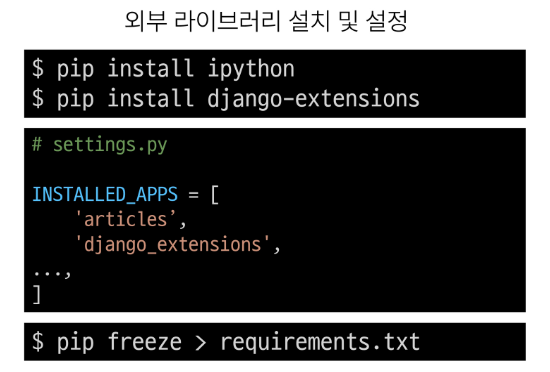 외부 라이브러리 설치 및 설정
$ pip install ipython
$ pip install django-extensions
# settings.py
INSTALLED_APPS = [
    'articles’,
    'django_extensions',
...,
]
$ pip freeze > requirements.txt